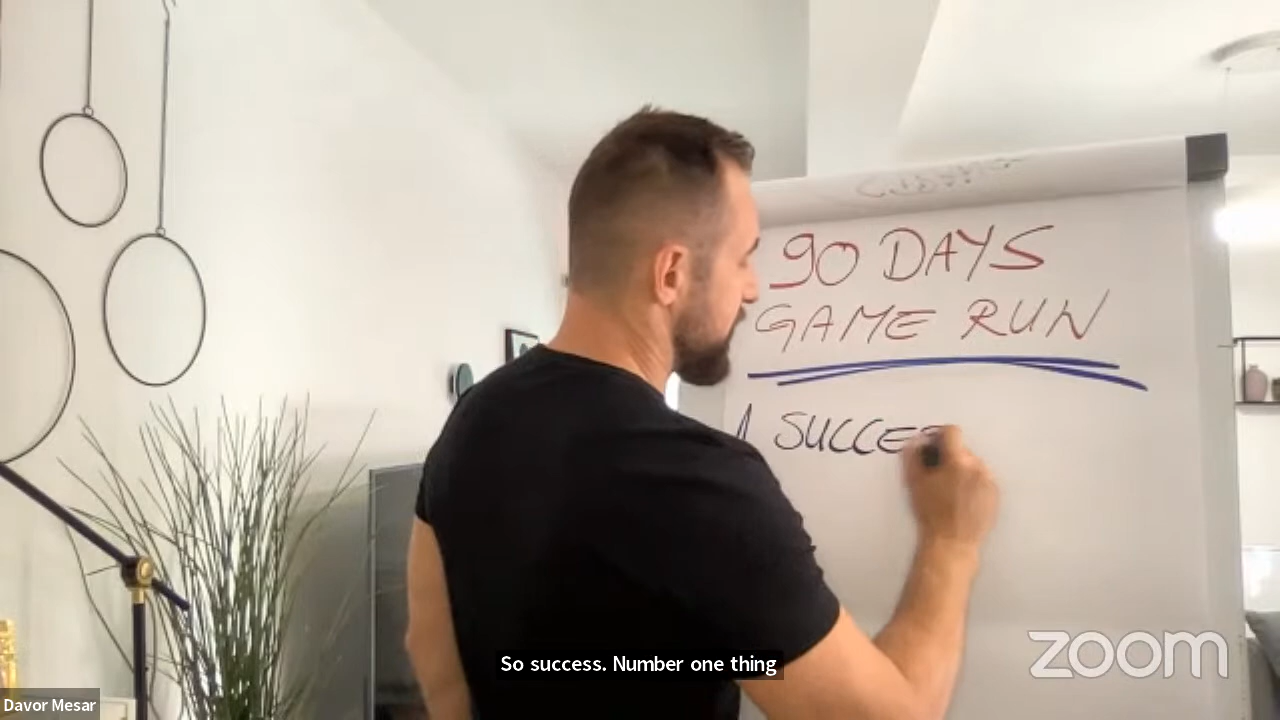 90 DAYS
GAME RUN
1 SUCCE
So success. Number one thing
zoom
Davor Mesar